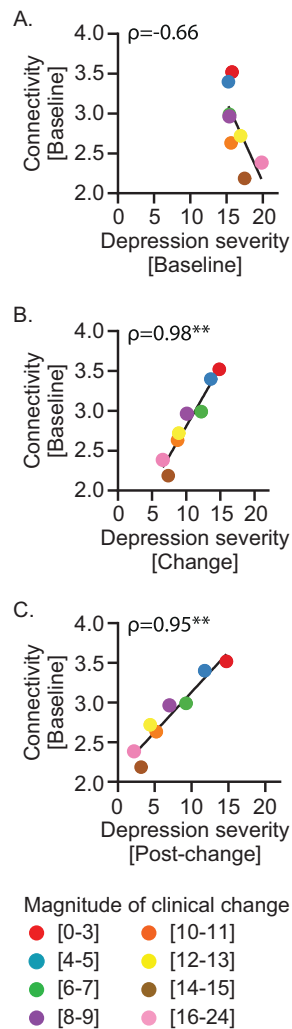 A.
ρ=-0.66
4.0
3.5
3.0
2.5
2.0
Connectivity
[Baseline]
0 5 10 15 20
Depression severity
[Baseline]
B.
ρ=0.98**
4.0
3.5
3.0
2.5
2.0
Connectivity
[Baseline]
0 5 10 15 20
Depression severity
[Change]
C.
ρ=0.95**
4.0
3.5
3.0
2.5
2.0
Connectivity
[Baseline]
0 5 10 15 20
Depression severity
[Post-change]
Magnitude of clinical change
[0-3] [10-11]
[4-5] [12-13]
[6-7] [14-15]
[8-9] [16-24]